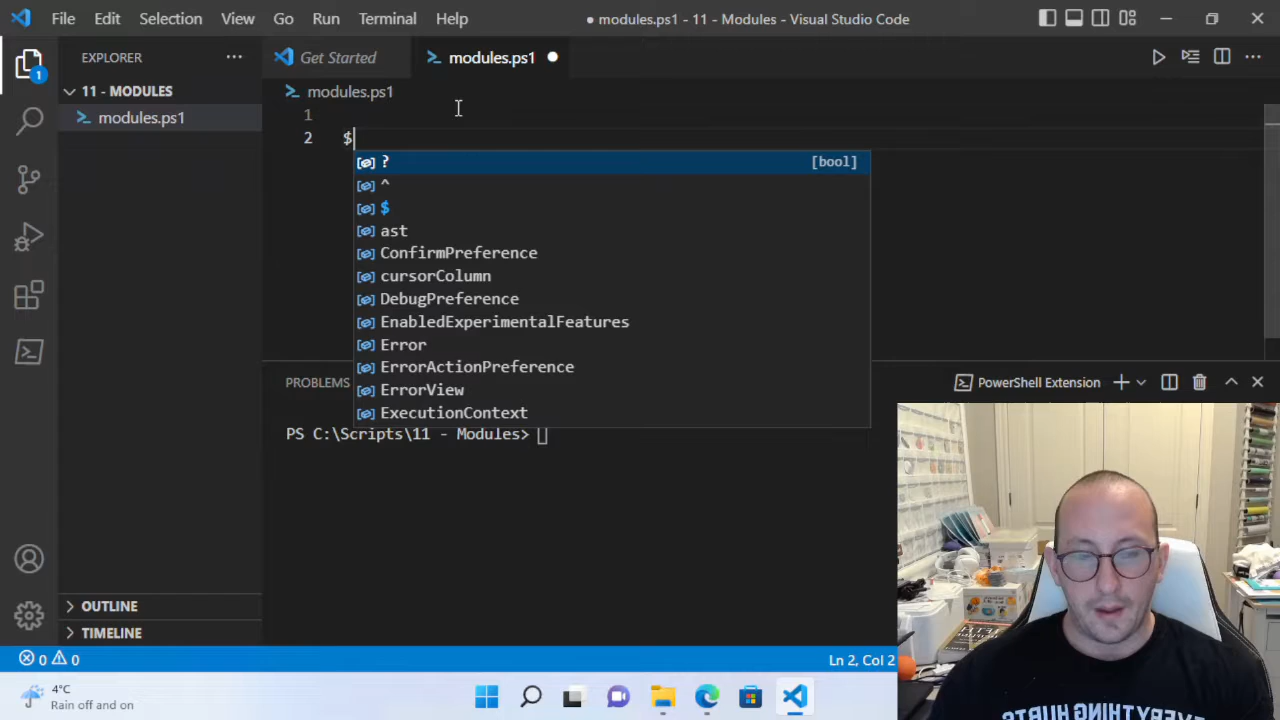 File Edit Selection View Go Run Terminal Help
● modules.ps1 - 11 - Modules - Visual Studio Code
EXPLORER
Get Started
modules.ps1
11 - MODULES
modules.ps1
modules.ps1
1
2 $
? [bool]
^
$
ast
ConfirmPreference
cursorColumn
DebugPreference
EnabledExperimentalFeatures
Error
ErrorActionPreference
ErrorView
ExecutionContext
PROBLEMS
PowerShell Extension
PS C:\Scripts\11 - Modules>
OUTLINE
TIMELINE
0 0
Ln 2, Col 2
4°C
Rain off and on
1
EVERYTHING HURTS